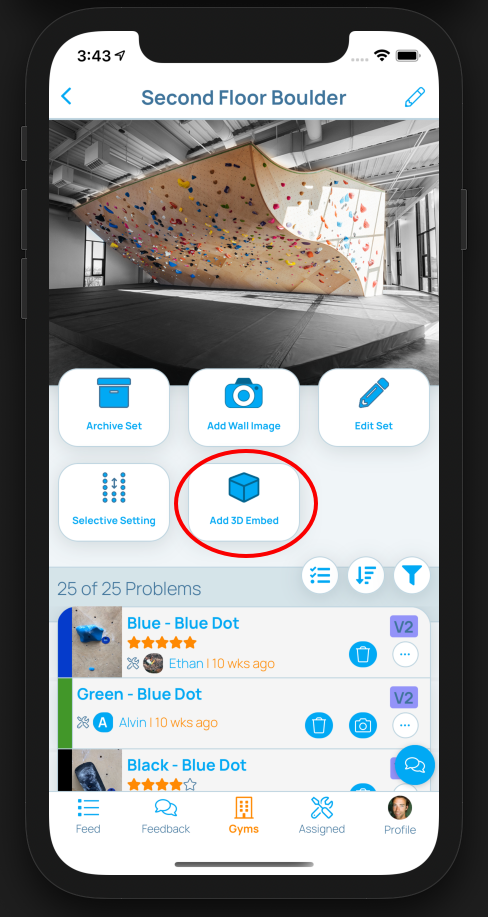 3:43
Second Floor Boulder
Archive Set
Add Wall Image
Edit Set
Selective Setting
Add 3D Embed
25 of 25 Problems
Blue - Blue Dot
V2
Ethan | 10 wks ago
Green - Blue Dot
V2
A Alvin | 10 wks ago
Black - Blue Dot
Feed
Feedback
Gyms
Assigned
Profile